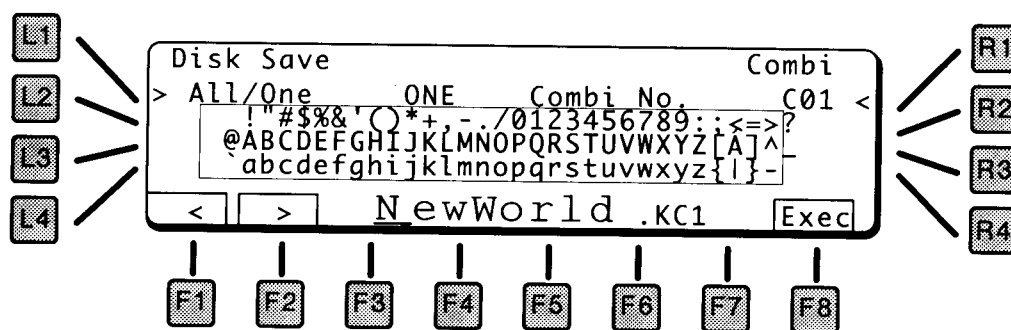 L1 R1
Disk Save Combi
L2 > All/One ONE Combi No. C01 < R2
!"#$%&'()*+,-./0123456789:;<=>?
L3 @ABCDEFGHIJKLMNOPQRSTUVWXYZ[Å]^_ R3
`abcdefghijklmnopqrstuvwxyz{|}-
L4 < > NewWorld .KC1 Exec R4
F1 F2 F3 F4 F5 F6 F7 F8